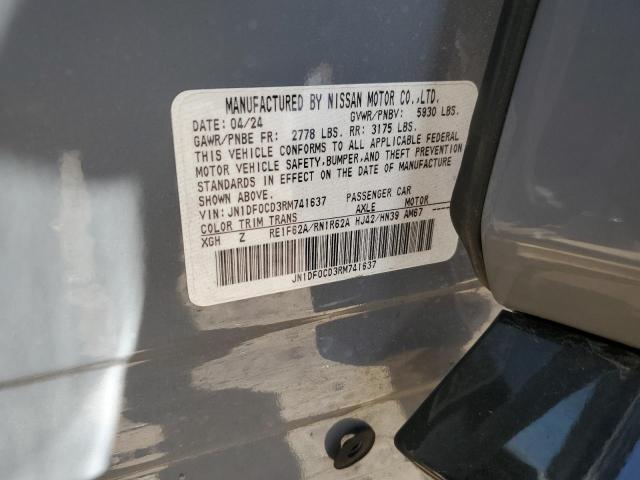 MANUFACTURED BY NISSAN MOTOR CO.,LTD.
DATE: 04/24 GVWR/PNBV: 5930 LBS.
GAWR/PNBE FR: 2778 LBS. RR: 3175 LBS.
THIS VEHICLE CONFORMS TO ALL APPLICABLE FEDERAL
MOTOR VEHICLE SAFETY,BUMPER,AND THEFT PREVENTION
STANDARDS IN EFFECT ON THE DATE OF MANUFACTURE
SHOWN ABOVE.
VIN: JN1DF0CD3RM741637 PASSENGER CAR
COLOR TRIM TRANS AXLE MOTOR
XGH Z RE1F62A/RN1R62A HJ42/HN39 AM67 ----
JN1DF0CD3RM741637